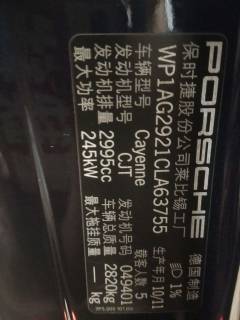 PORSCHE 德国制造
保时捷股份公司莱比锡工厂 1%
WP1AG2921CLA63755 生产年月 10/11
车辆型号 Cayenne 载客人数 5
发动机型号 CJT 发动机号码 049401
发动机排量 2995cc 车辆总质量 2820kg
最大功率 245kW 最大拖挂质量 — kg